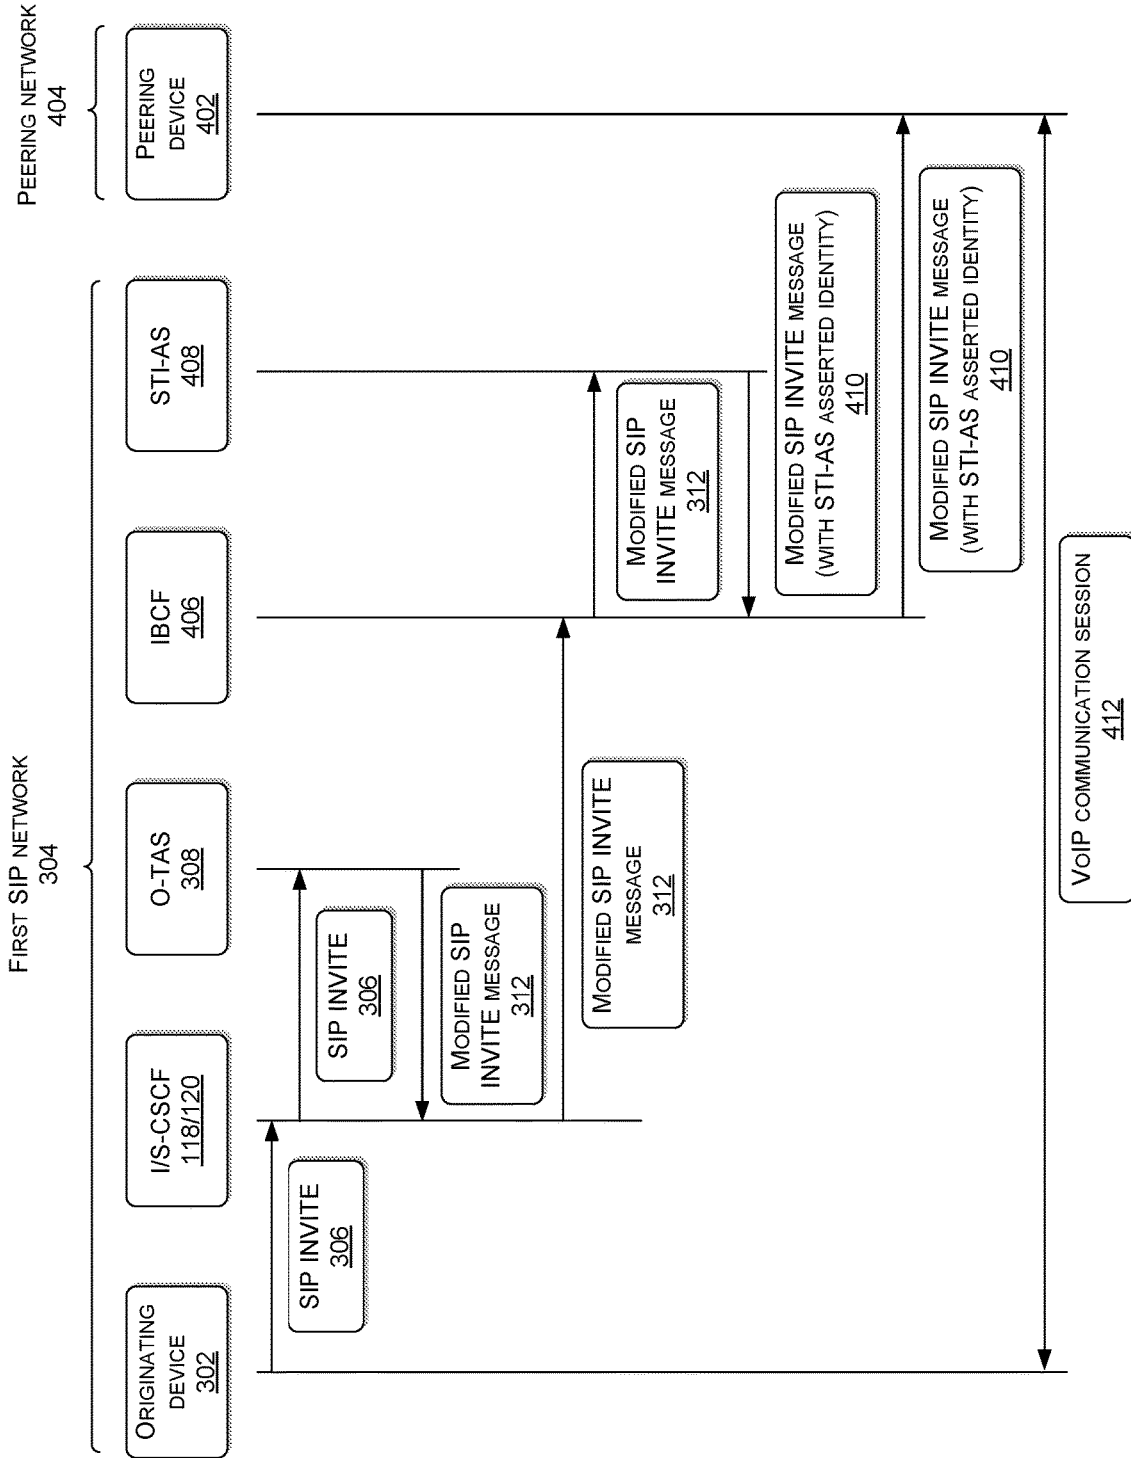 FIRST SIP NETWORK
304
PEERING NETWORK
404
ORIGINATING
DEVICE
302
I/S-CSCF
118/120
O-TAS
308
IBCF
406
STI-AS
408
PEERING
DEVICE
402
SIP INVITE
306
SIP INVITE
306
MODIFIED SIP
INVITE MESSAGE
312
MODIFIED SIP INVITE
MESSAGE
312
MODIFIED SIP
INVITE MESSAGE
312
MODIFIED SIP INVITE MESSAGE
(WITH STI-AS ASSERTED IDENTITY)
410
MODIFIED SIP INVITE MESSAGE
(WITH STI-AS ASSERTED IDENTITY)
410
VOIP COMMUNICATION SESSION
412